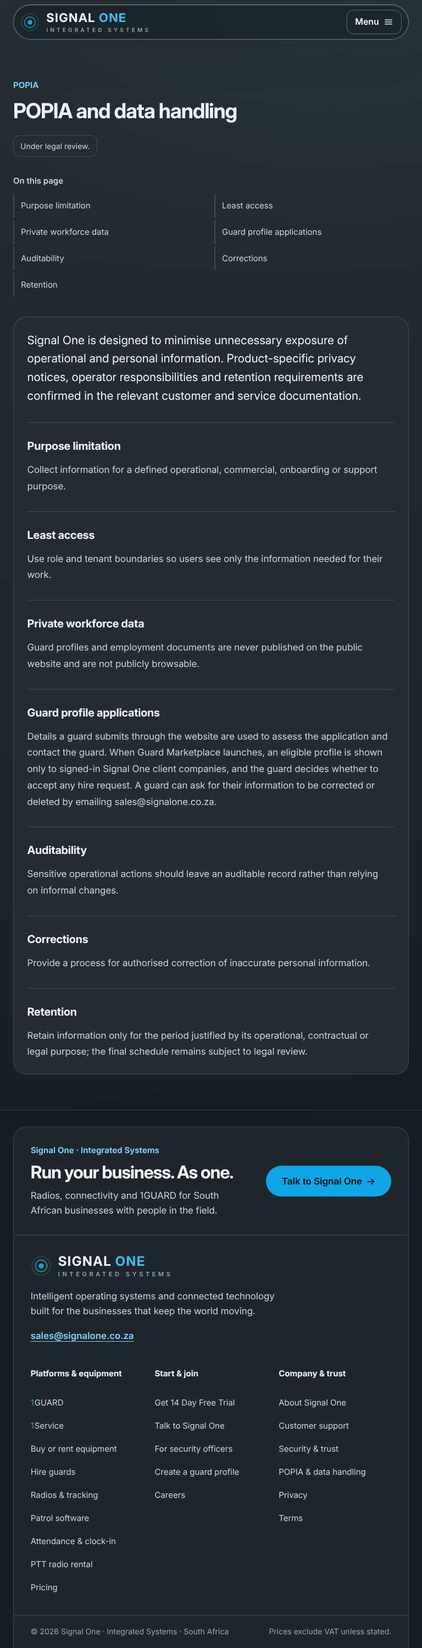 SIGNAL ONE
INTEGRATED SYSTEMS
Menu
POPIA
POPIA and data handling
Under legal review.
On this page
Purpose limitation
Least access
Private workforce data
Guard profile applications
Auditability
Corrections
Retention
Signal One is designed to minimise unnecessary exposure of
operational and personal information. Product-specific privacy
notices, operator responsibilities and retention requirements are
confirmed in the relevant customer and service documentation.
Purpose limitation
Collect information for a defined operational, commercial, onboarding or support
purpose.
Least access
Use role and tenant boundaries so users see only the information needed for their
work.
Private workforce data
Guard profiles and employment documents are never published on the public
website and are not publicly browsable.
Guard profile applications
Details a guard submits through the website are used to assess the application and
contact the guard. When Guard Marketplace launches, an eligible profile is shown
only to signed-in Signal One client companies, and the guard decides whether to
accept any hire request. A guard can ask for their information to be corrected or
deleted by emailing sales@signalone.co.za.
Auditability
Sensitive operational actions should leave an auditable record rather than relying
on informal changes.
Corrections
Provide a process for authorised correction of inaccurate personal information.
Retention
Retain information only for the period justified by its operational, contractual or
legal purpose; the final schedule remains subject to legal review.
Signal One · Integrated Systems
Run your business. As one.
Radios, connectivity and 1GUARD for South
African businesses with people in the field.
Talk to Signal One →
SIGNAL ONE
INTEGRATED SYSTEMS
Intelligent operating systems and connected technology
built for the businesses that keep the world moving.
sales@signalone.co.za
Platforms & equipment
1GUARD
1Service
Buy or rent equipment
Hire guards
Radios & tracking
Patrol software
Attendance & clock-in
PTT radio rental
Pricing
Start & join
Get 14 Day Free Trial
Talk to Signal One
For security officers
Create a guard profile
Careers
Company & trust
About Signal One
Customer support
Security & trust
POPIA & data handling
Privacy
Terms
© 2026 Signal One · Integrated Systems · South Africa
Prices exclude VAT unless stated.